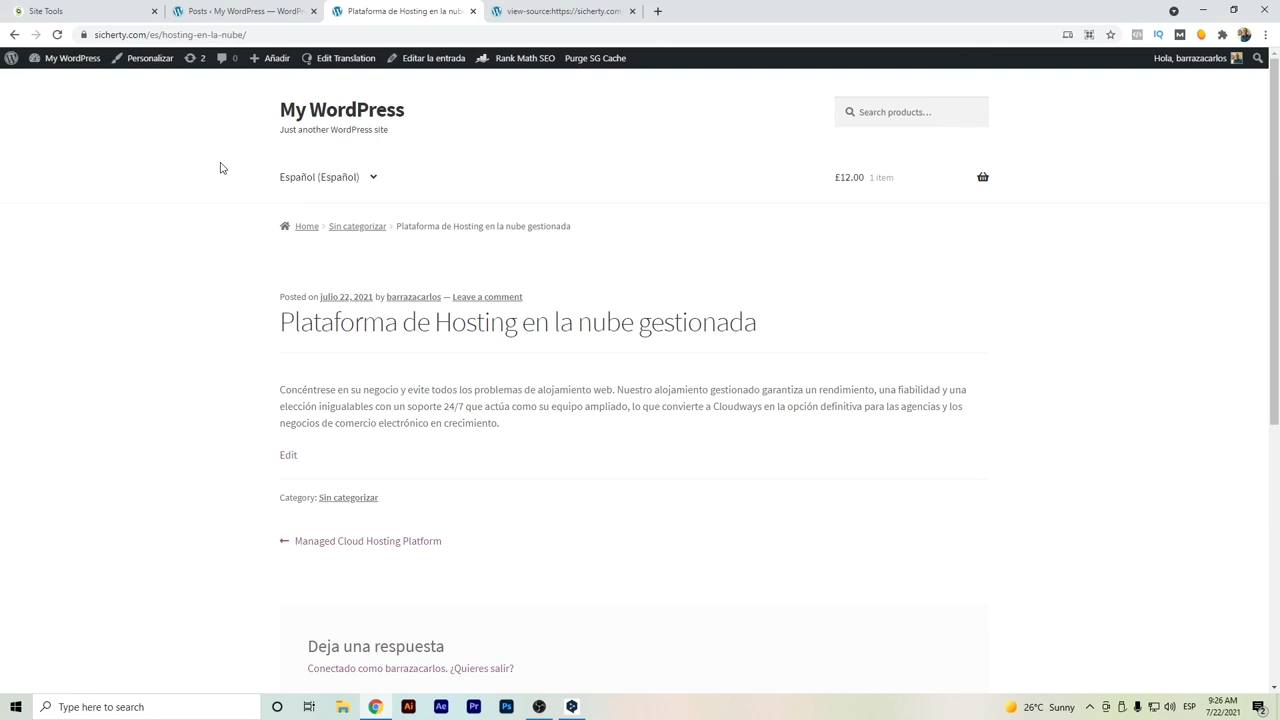 Site Tools
Posts ‹ My WordPress — WordPr
Plataforma de Hosting en la nub
view-source:https://sicherty.com
sicherty.com/es/hosting-en-la-nube/
My WordPress
Personalizar
2
0
Añadir
Edit Translation
Editar la entrada
Rank Math SEO
Purge SG Cache
Hola, barrazacarlos
My WordPress
Just another WordPress site
Search products…
Español (Español)
£12.00 1 item
Home
Sin categorizar
Plataforma de Hosting en la nube gestionada
Posted on julio 22, 2021 by barrazacarlos — Leave a comment
Plataforma de Hosting en la nube gestionada
Concéntrese en su negocio y evite todos los problemas de alojamiento web. Nuestro alojamiento gestionado garantiza un rendimiento, una fiabilidad y una
elección inigualables con un soporte 24/7 que actúa como su equipo ampliado, lo que convierte a Cloudways en la opción definitiva para las agencias y los
negocios de comercio electrónico en crecimiento.
Edit
Category: Sin categorizar
Managed Cloud Hosting Platform
Deja una respuesta
Conectado como barrazacarlos. ¿Quieres salir?
Type here to search
Ai
Ae
Pr
Ps
26°C Sunny
ESP
9:26 AM
7/22/2021
2